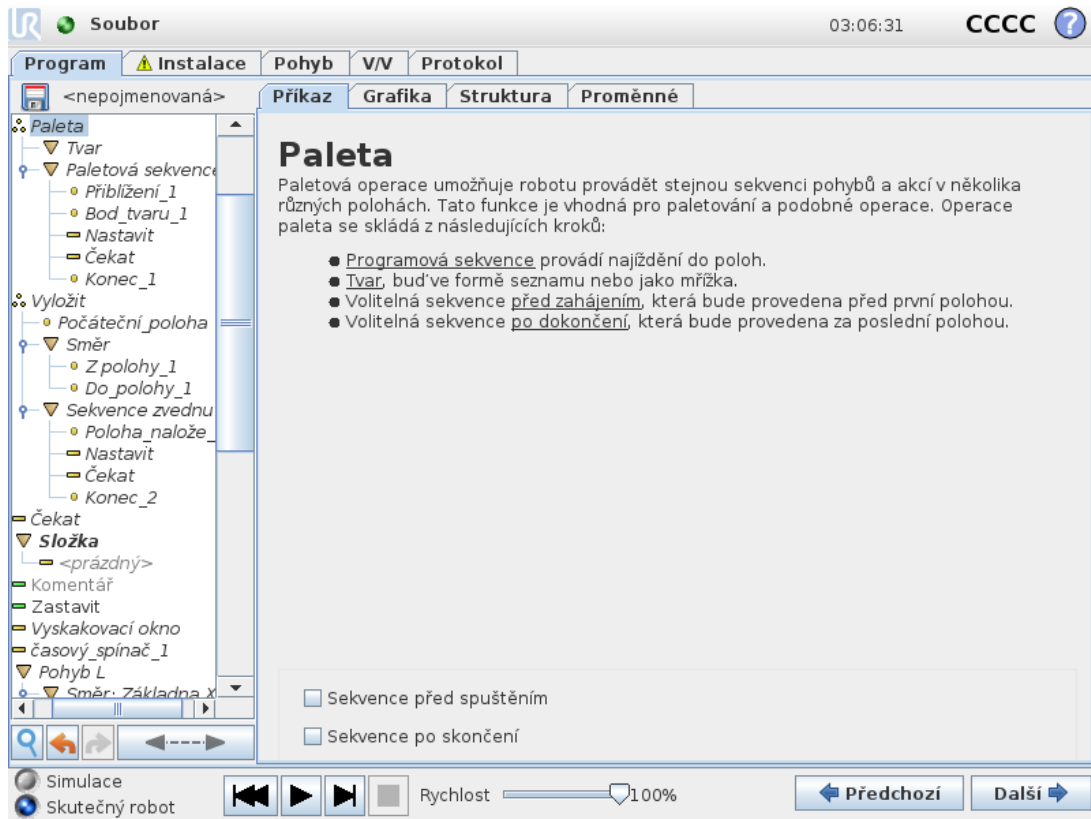 Soubor
03:06:31
CCCC
?
Program
Instalace
Pohyb
V/V
Protokol
<nepojmenovaná>
Příkaz
Grafika
Struktura
Proměnné
Paleta
Tvar
Paletová sekvence
Přiblížení_1
Bod_tvaru_1
Nastavit
Čekat
Konec_1
Vyložit
Počáteční_poloha
Směr
Z polohy_1
Do_polohy_1
Sekvence zvednu
Poloha_nalože_
Nastavit
Čekat
Konec_2
Čekat
Složka
<prázdný>
Komentář
Zastavit
Vyskakovací okno
časový_spínač_1
Pohyb L
Směr: Základna X
Paleta
Paletová operace umožňuje robotu provádět stejnou sekvenci pohybů a akcí v několika
různých polohách. Tato funkce je vhodná pro paletování a podobné operace. Operace
paleta se skládá z následujících kroků:
● Programová sekvence provádí najíždění do poloh.
● Tvar, buďve formě seznamu nebo jako mřížka.
● Volitelná sekvence před zahájením, která bude provedena před první polohou.
● Volitelná sekvence po dokončení, která bude provedena za poslední polohou.
Sekvence před spuštěním
Sekvence po skončení
Simulace
Skutečný robot
Rychlost
100%
Předchozí
Další